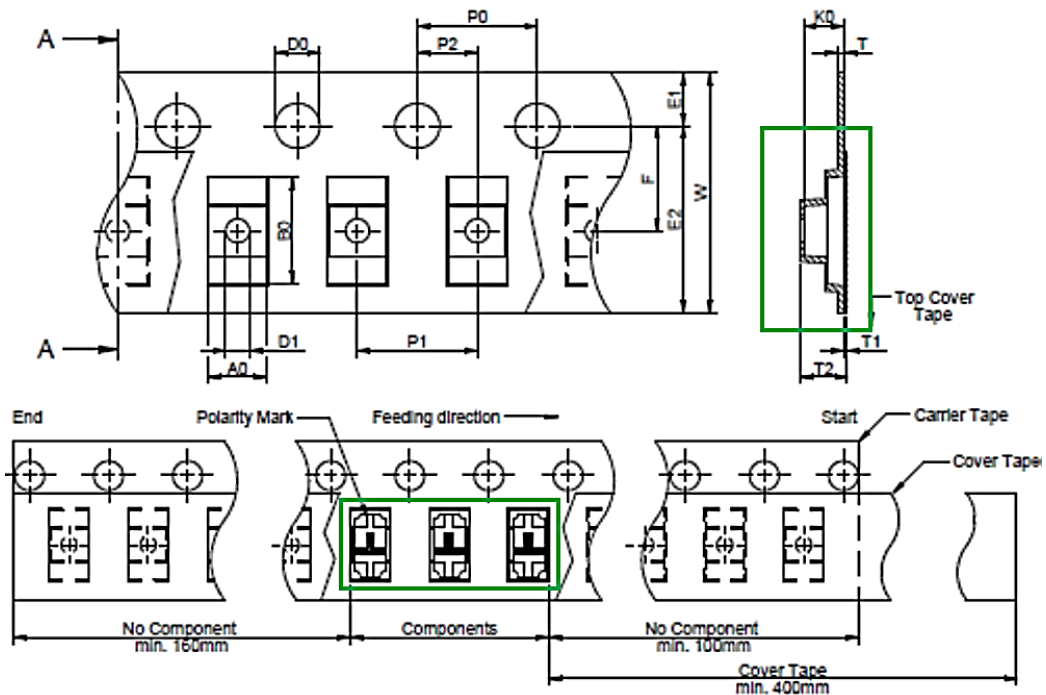 P0
K0
A
D0
P2
T
E1
F
W
E2
B0
Top Cover
Tape
A
D1
P1
T1
A0
T2
End
Polarity Mark
Feeding direction
Start
Carrier Tape
Cover Tape
No Component
min. 160mm
Components
No Component
min. 100mm
Cover Tape
min. 400mm